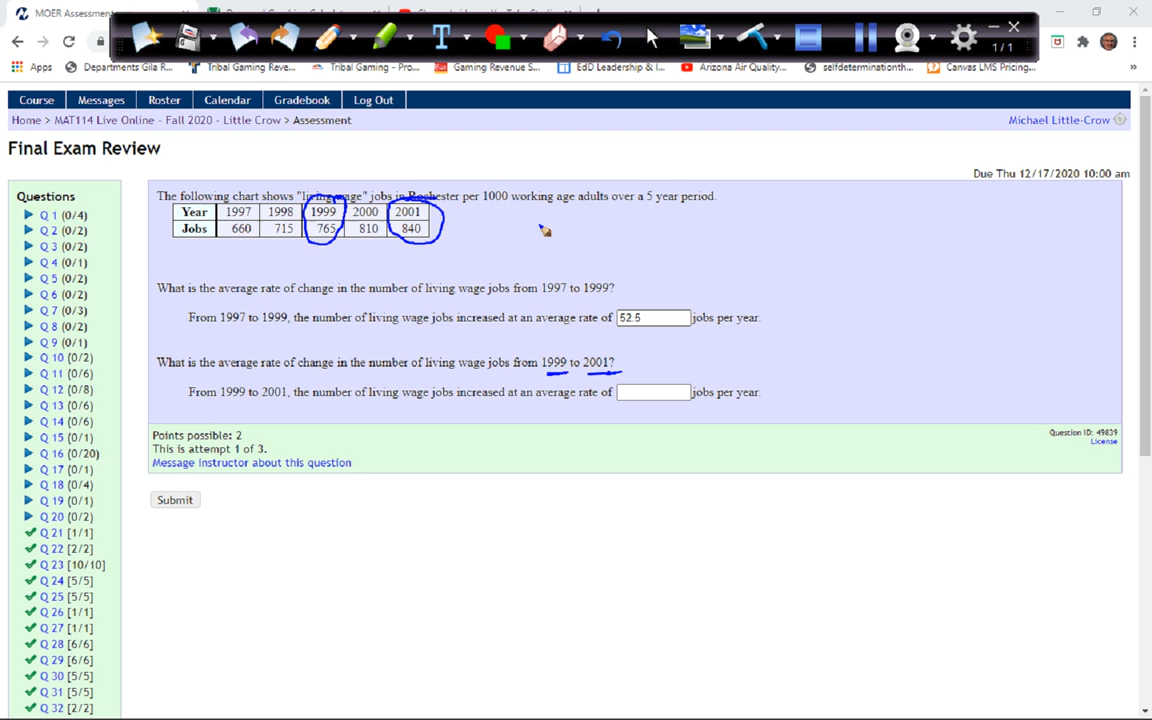 MOER Assessment
1/1
Apps
Departments Gila R...
Tribal Gaming Reve...
Tribal Gaming - Pro...
Gaming Revenue S...
EdD Leadership & I...
Arizona Air Quality...
selfdeterminationth...
Canvas LMS Pricing...
»
Course Messages Roster Calendar Gradebook Log Out
Home > MAT114 Live Online - Fall 2020 - Little Crow > Assessment
Michael Little-Crow
Final Exam Review
Due Thu 12/17/2020 10:00 am
Questions
Q 1 (0/4)
Q 2 (0/2)
Q 3 (0/2)
Q 4 (0/1)
Q 5 (0/2)
Q 6 (0/2)
Q 7 (0/3)
Q 8 (0/2)
Q 9 (0/1)
Q 10 (0/2)
Q 11 (0/6)
Q 12 (0/8)
Q 13 (0/6)
Q 14 (0/6)
Q 15 (0/1)
Q 16 (0/20)
Q 17 (0/1)
Q 18 (0/4)
Q 19 (0/1)
Q 20 (0/2)
Q 21 [1/1]
Q 22 [2/2]
Q 23 [10/10]
Q 24 [5/5]
Q 25 [5/5]
Q 26 [1/1]
Q 27 [1/1]
Q 28 [6/6]
Q 29 [6/6]
Q 30 [5/5]
Q 31 [5/5]
Q 32 [2/2]
The following chart shows "living wage" jobs in Rochester per 1000 working age adults over a 5 year period.
Year 1997 1998 1999 2000 2001
Jobs 660 715 765 810 840
What is the average rate of change in the number of living wage jobs from 1997 to 1999?
From 1997 to 1999, the number of living wage jobs increased at an average rate of 52.5 jobs per year.
What is the average rate of change in the number of living wage jobs from 1999 to 2001?
From 1999 to 2001, the number of living wage jobs increased at an average rate of jobs per year.
Points possible: 2
This is attempt 1 of 3.
Message instructor about this question
Question ID: 49839
License
Submit